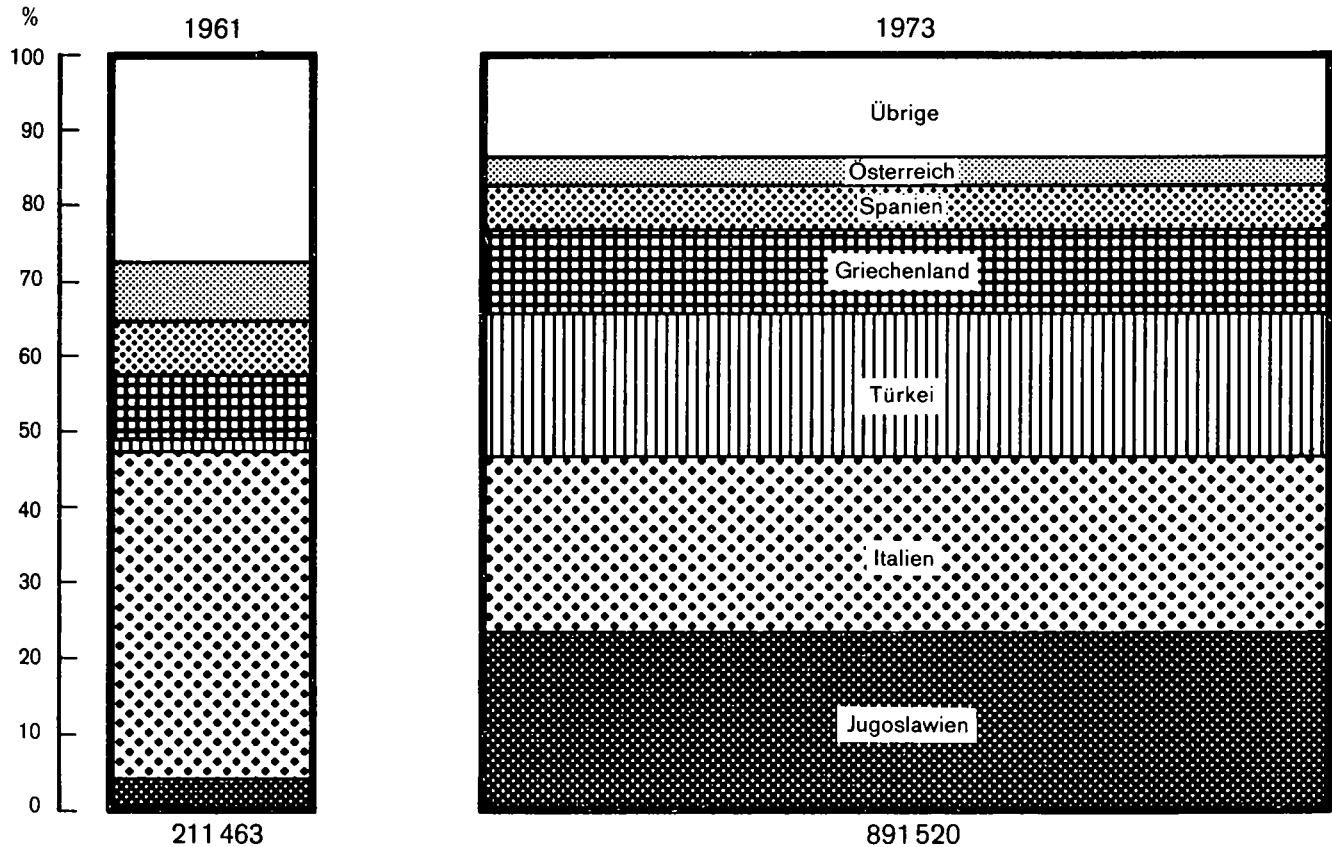 %
1961
1973
100
90
80
70
60
50
40
30
20
10
0
Übrige
Österreich
Spanien
Griechenland
Türkei
Italien
Jugoslawien
211 463
891 520